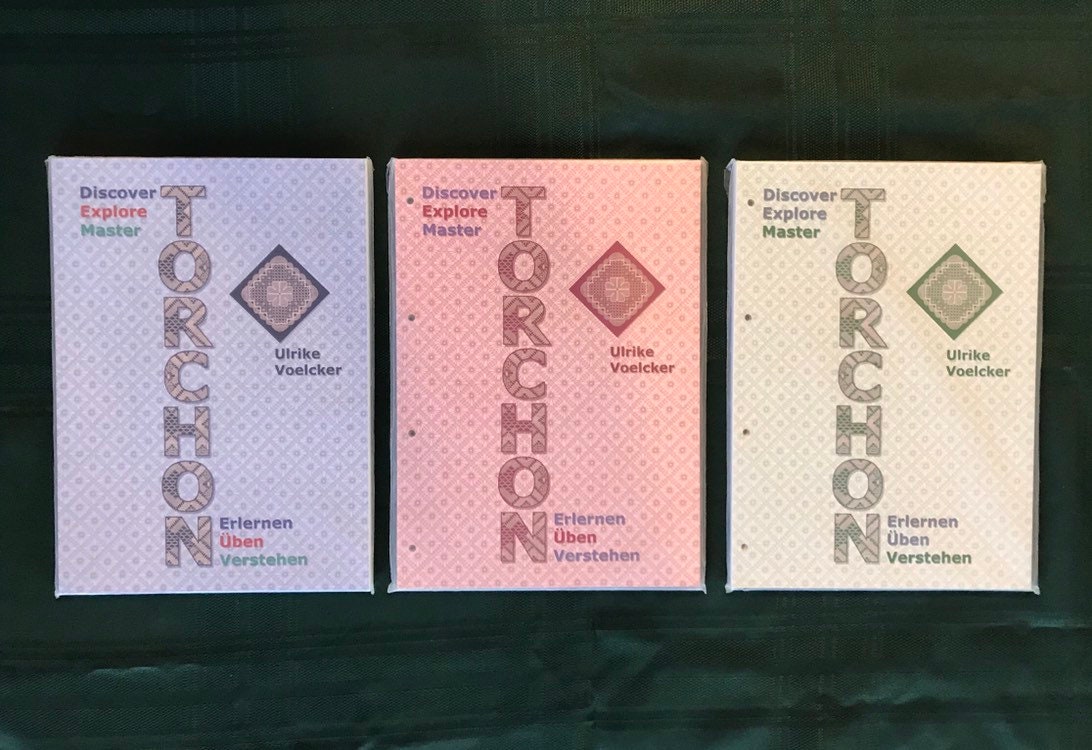 Discover
Explore
Master
TORCHON
Ulrike
Voelcker
Erlernen
Üben
Verstehen
Discover
Explore
Master
TORCHON
Ulrike
Voelcker
Erlernen
Üben
Verstehen
Discover
Explore
Master
TORCHON
Ulrike
Voelcker
Erlernen
Üben
Verstehen